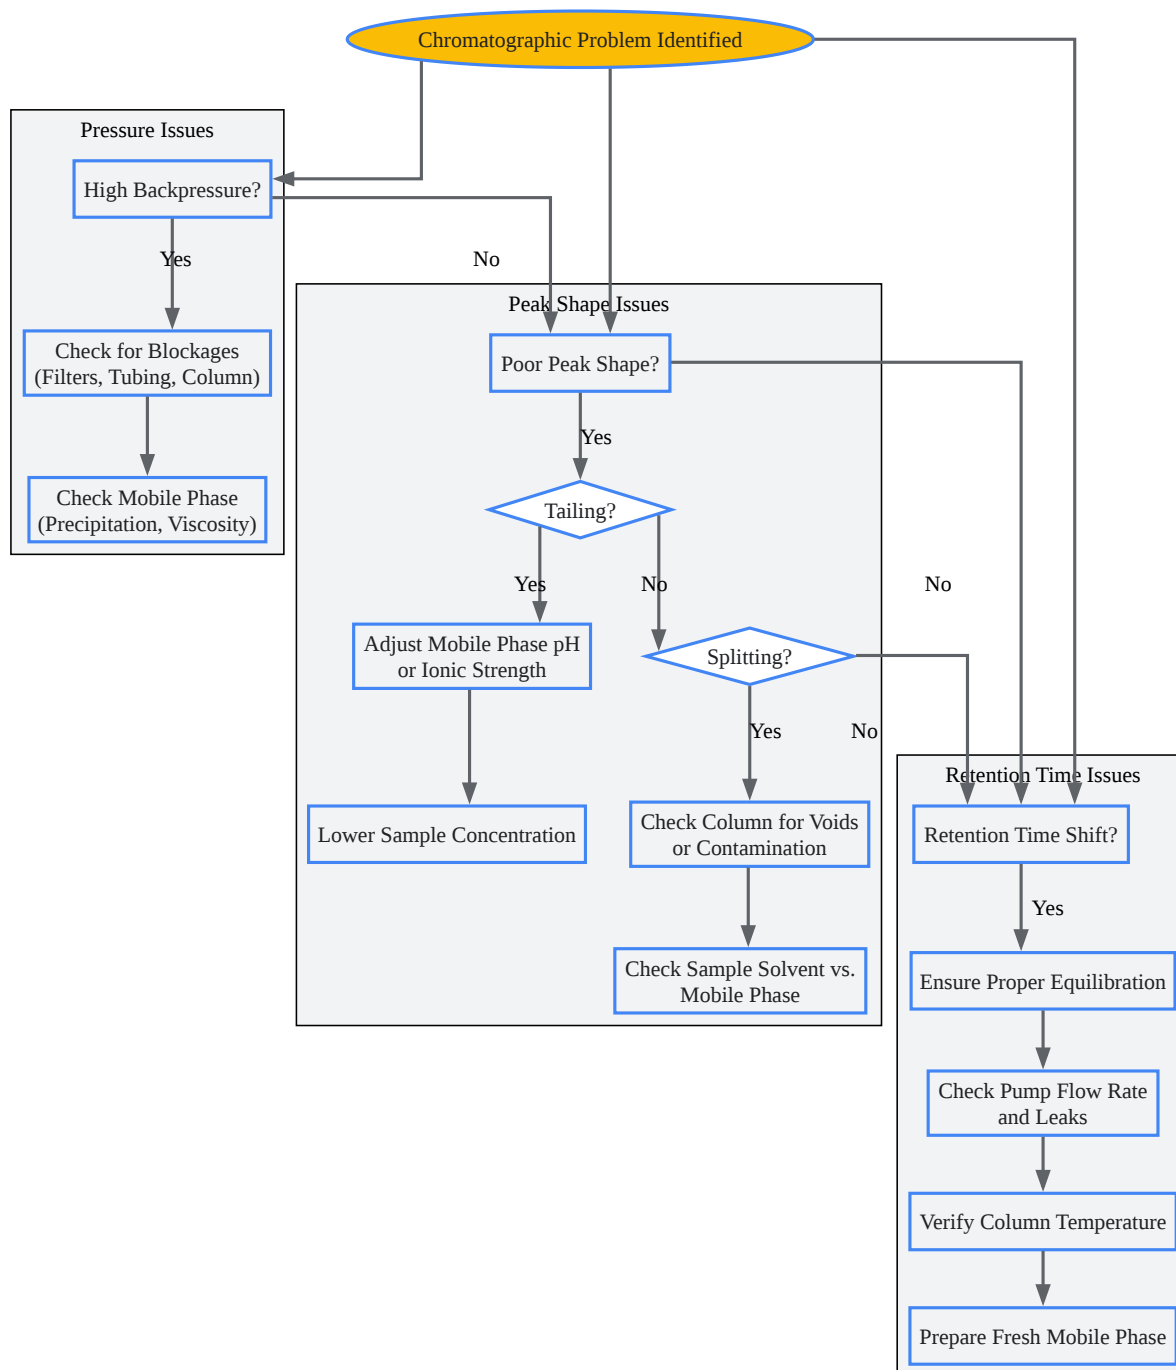 Chromatographic Problem Identified
Pressure Issues
High Backpressure?
Yes
No
Check for Blockages
(Filters, Tubing, Column)
Check Mobile Phase
(Precipitation, Viscosity)
Peak Shape Issues
Poor Peak Shape?
Yes
Tailing?
Yes
No
No
Adjust Mobile Phase pH
or Ionic Strength
Splitting?
Yes
No
Lower Sample Concentration
Check Column for Voids
or Contamination
Check Sample Solvent vs.
Mobile Phase
Retention Time Issues
Retention Time Shift?
Yes
Ensure Proper Equilibration
Check Pump Flow Rate
and Leaks
Verify Column Temperature
Prepare Fresh Mobile Phase